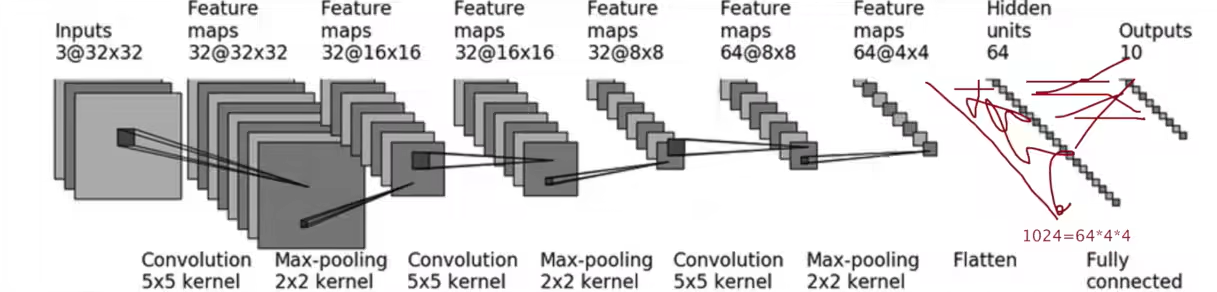 Inputs
3@32x32
Feature
maps
32@32x32
Feature
maps
32@16x16
Feature
maps
32@16x16
Feature
maps
32@8x8
Feature
maps
64@8x8
Feature
maps
64@4x4
Hidden
units
64
Outputs
10
1024=64*4*4
Convolution
5x5 kernel
Max-pooling
2x2 kernel
Convolution
5x5 kernel
Max-pooling
2x2 kernel
Convolution
5x5 kernel
Max-pooling
2x2 kernel
Flatten
Fully
connected